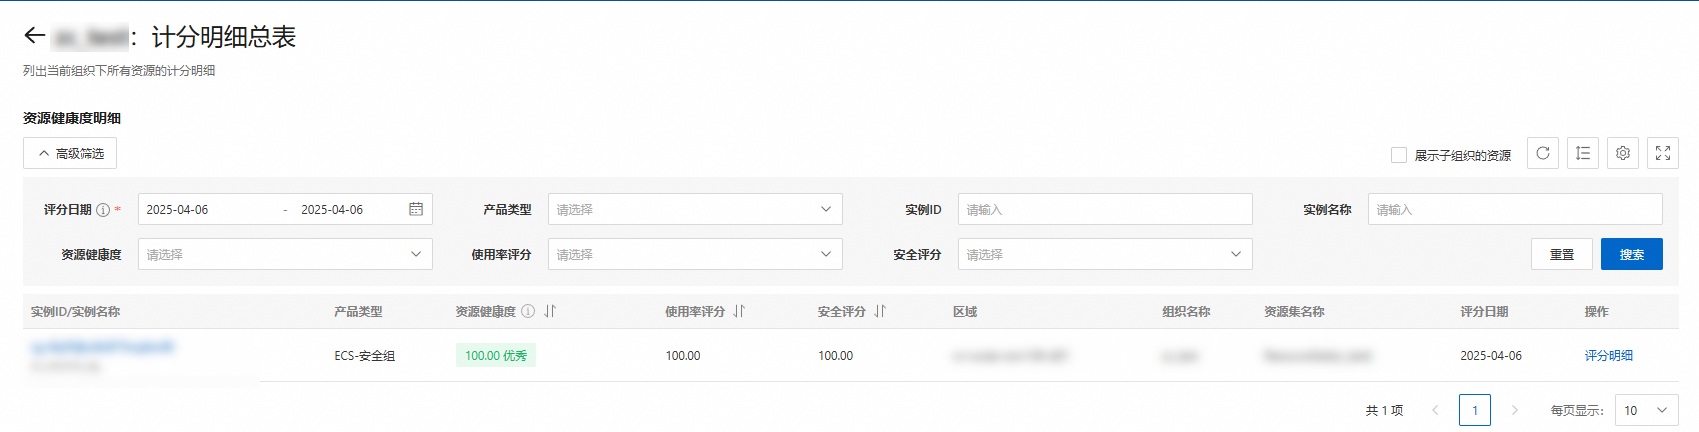 ：计分明细总表
列出当前组织下所有资源的计分明细
资源健康度明细
高级筛选
展示子组织的资源
评分日期 * 2025-04-06 - 2025-04-06 产品类型 请选择 实例ID 请输入 实例名称 请输入
资源健康度 请选择 使用率评分 请选择 安全评分 请选择 重置 搜索
实例ID/实例名称 产品类型 资源健康度 使用率评分 安全评分 区域 组织名称 资源集名称 评分日期 操作
ECS-安全组 100.00 优秀 100.00 100.00 2025-04-06 评分明细
共 1 项 1 每页显示： 10